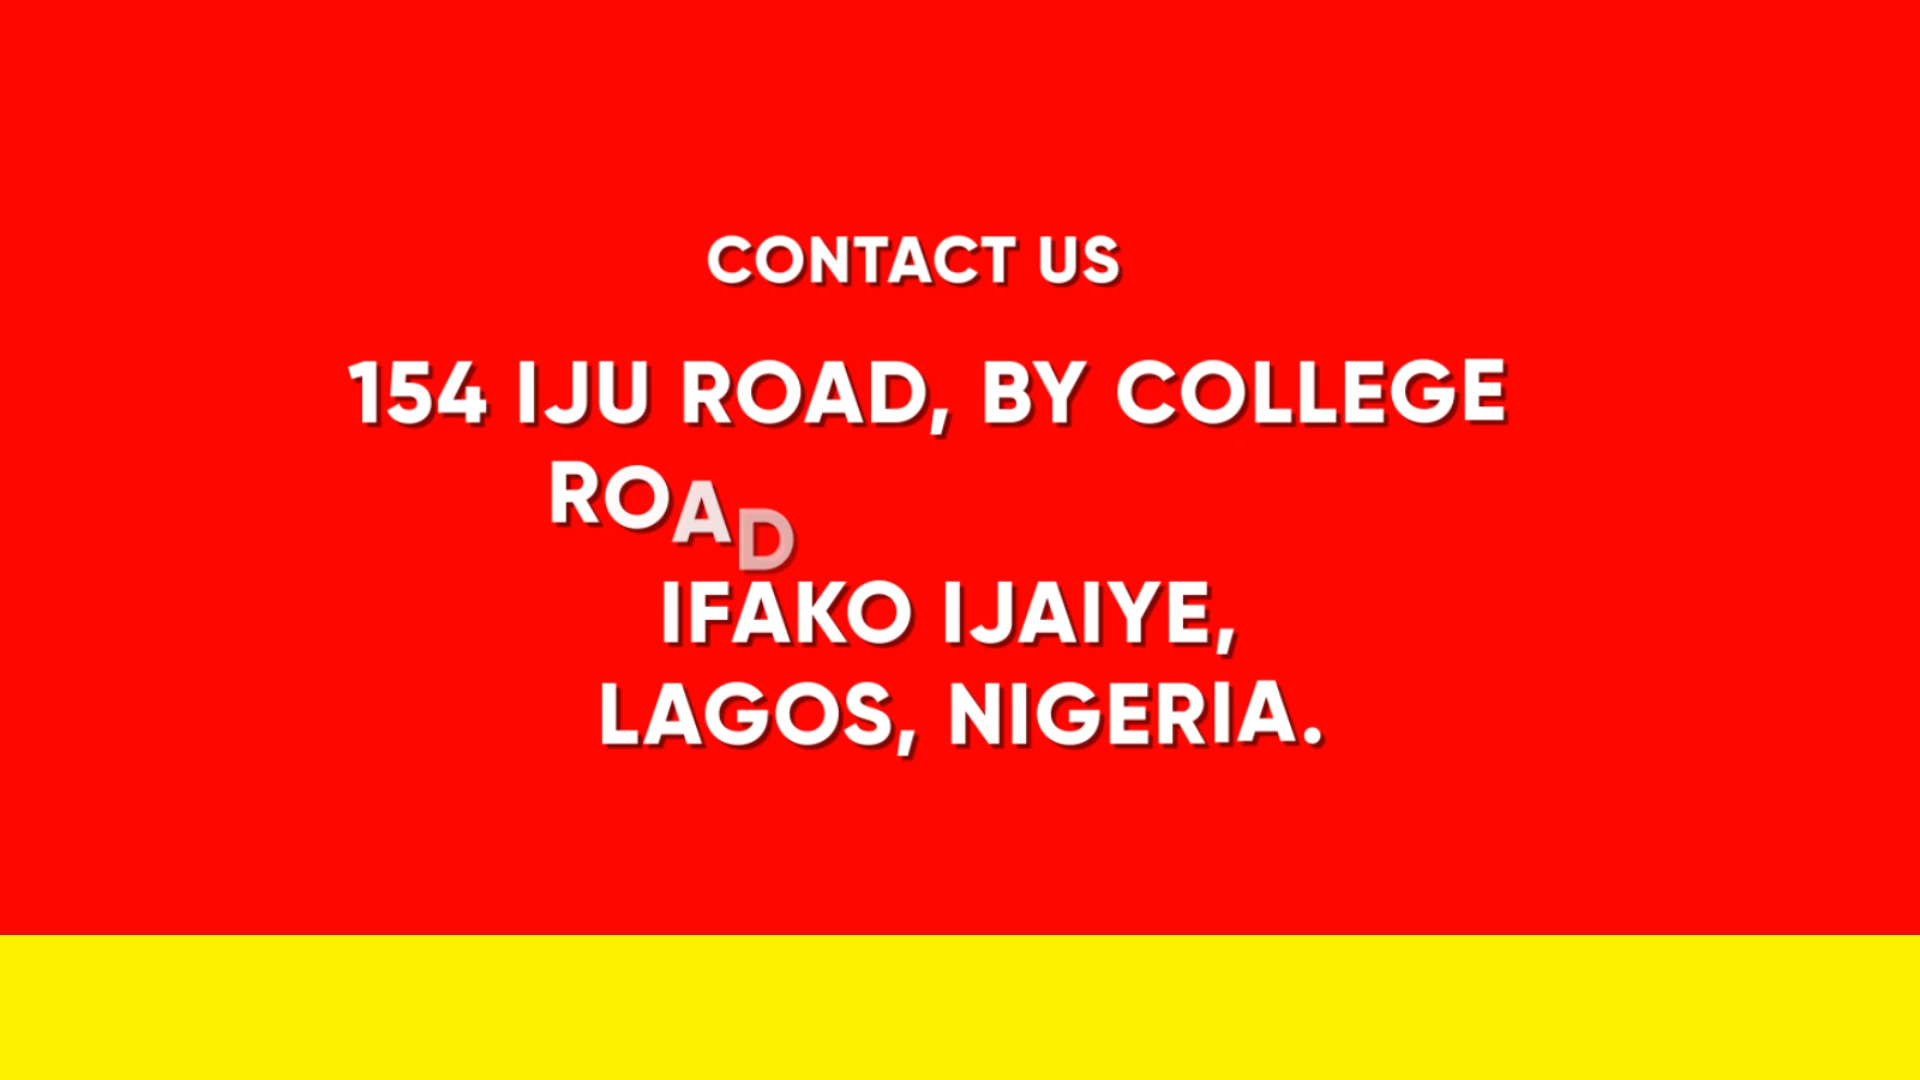 CONTACT US
154 IJU ROAD, BY COLLEGE
ROAD
IFAKO IJAIYE,
LAGOS, NIGERIA.